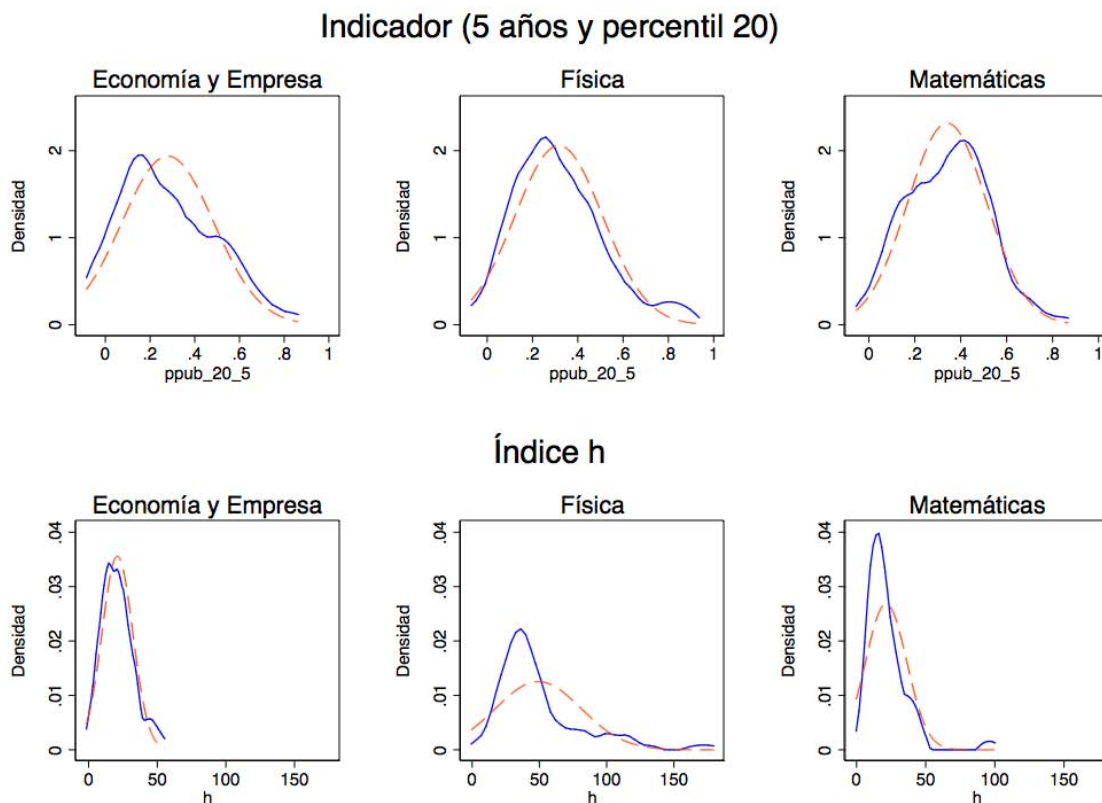 Indicador (5 años y percentil 20)
Economía y Empresa
Física
Matemáticas
Densidad
0
1
2
0
.2
.4
.6
.8
1
ppub_20_5
Densidad
0
1
2
0
.2
.4
.6
.8
1
ppub_20_5
Densidad
0
1
2
0
.2
.4
.6
.8
1
ppub_20_5
Índice h
Economía y Empresa
Física
Matemáticas
Densidad
0
.01
.02
.03
.04
0
50
100
150
h
Densidad
0
.01
.02
.03
.04
0
50
100
150
h
Densidad
0
.01
.02
.03
.04
0
50
100
150
h